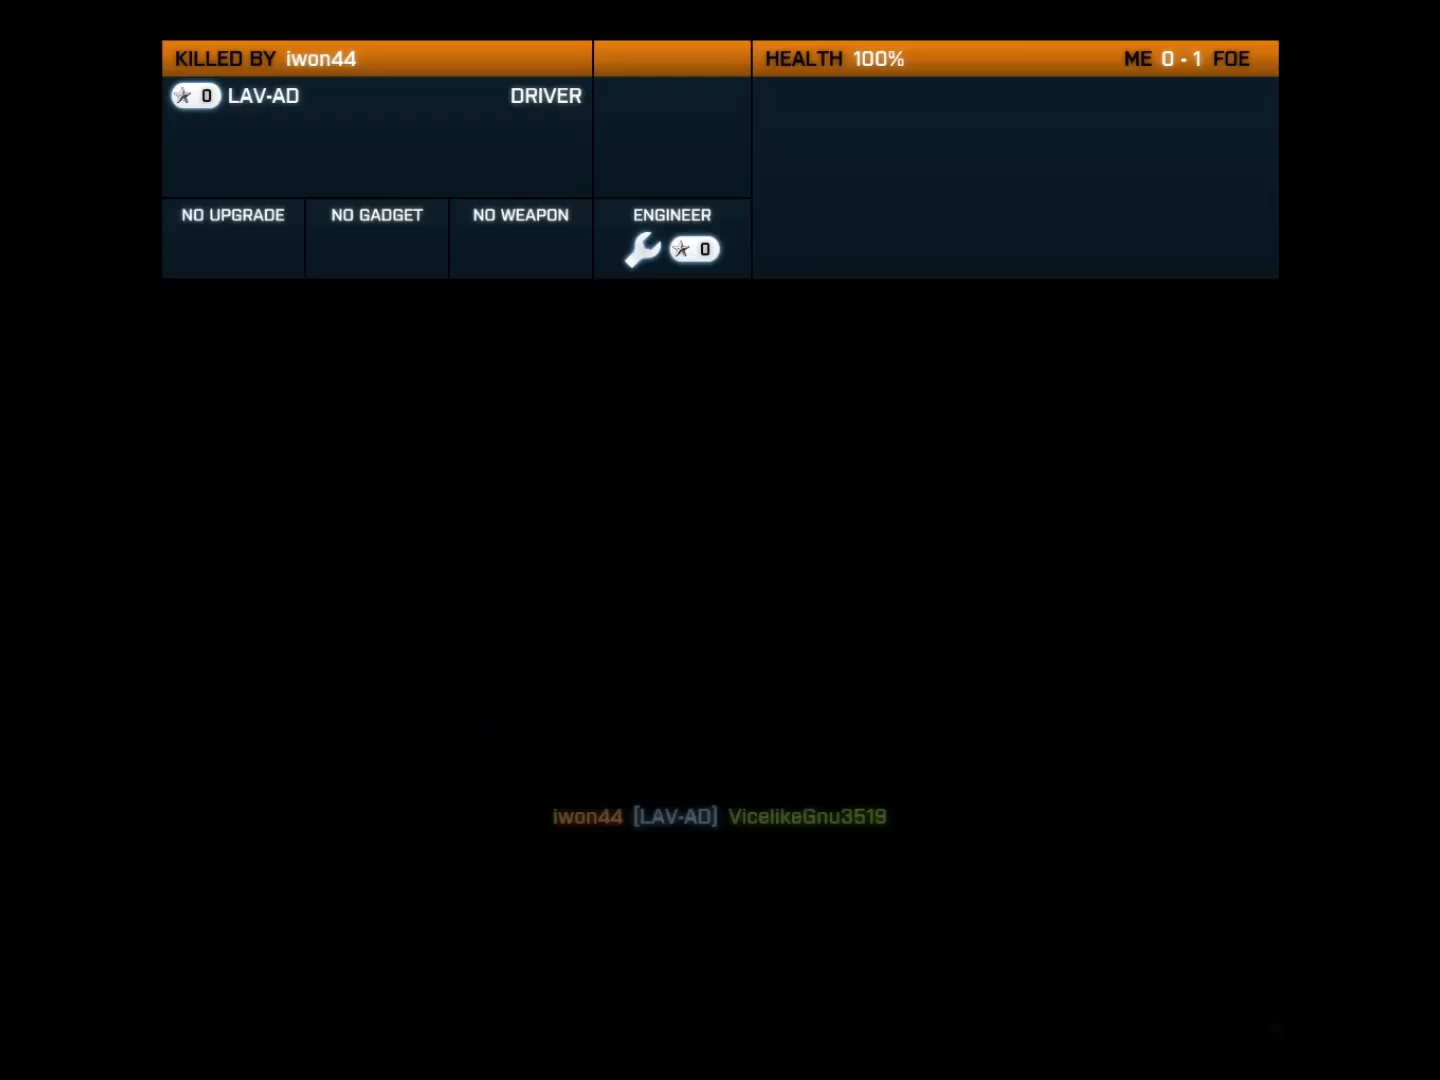 KILLED BY iwon44
HEALTH 100%
ME 0 - 1 FOE
0 LAV-AD
DRIVER
NO UPGRADE
NO GADGET
NO WEAPON
ENGINEER
0
iwon44 [LAV-AD] VicelikeGnu3519